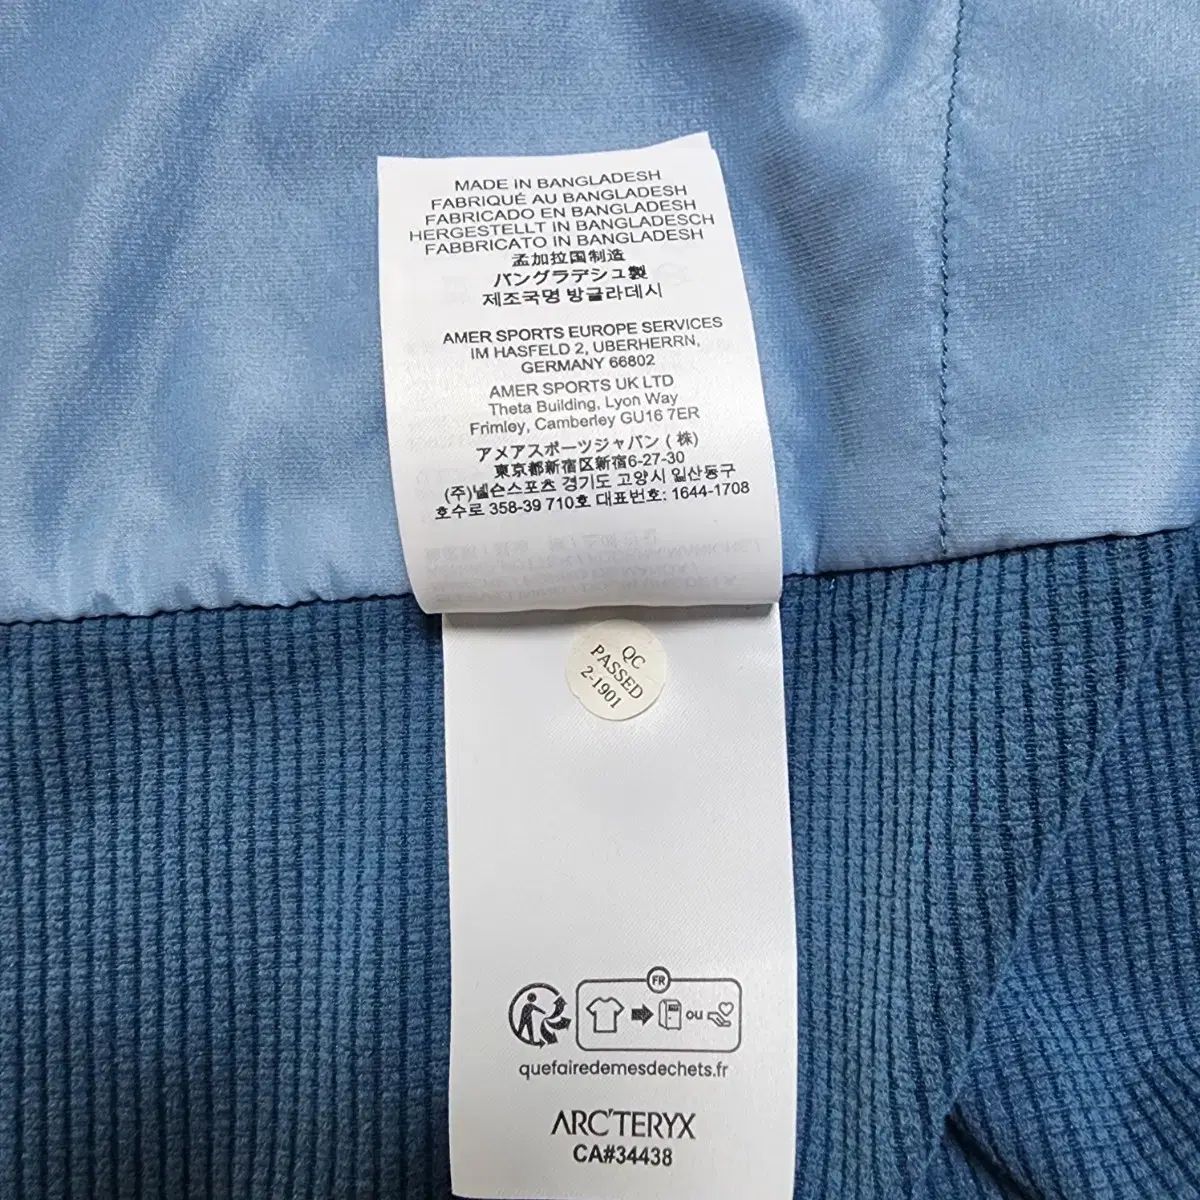 MADE IN BANGLADESH
FABRIQUÉ AU BANGLADESH
FABRICADO EN BANGLADESH
HERGESTELLT IN BANGLADESCH
FABBRICATO IN BANGLADESH
孟加拉国制造
バングラデシュ製
제조국명 방글라데시
AMER SPORTS EUROPE SERVICES
IM HASFELD 2, UBERHERRN,
GERMANY 66802
AMER SPORTS UK LTD
Theta Building, Lyon Way
Frimley, Camberley GU16 7ER
アメアスポーツジャパン (株)
東京都新宿区新宿6-27-30
(주)넬슨스포츠 경기도 고양시 일산동구
호수로 358-39 710호 대표번호: 1644-1708
QC
PASSED
2-1901
FR
ou
quefairedemesdechets.fr
ARC'TERYX
CA#34438